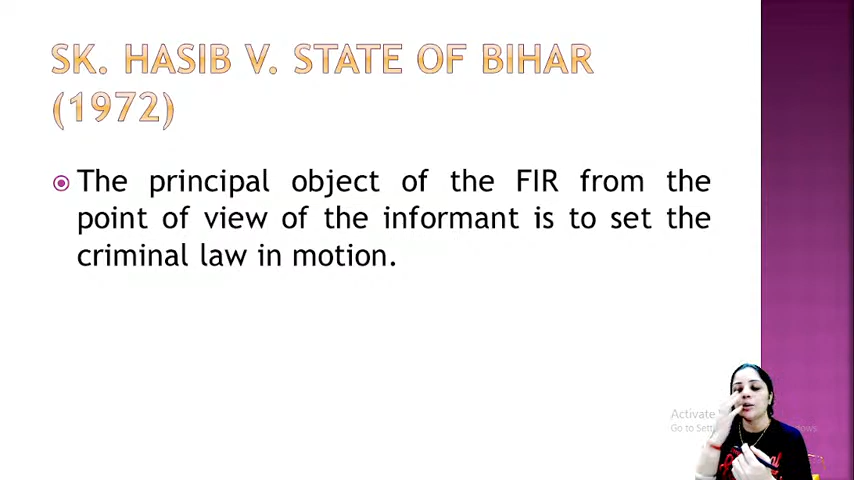 SK. HASIB V. STATE OF BIHAR
(1972)
The principal object of the FIR from the
point of view of the informant is to set the
criminal law in motion.
Activate
Go to Sett